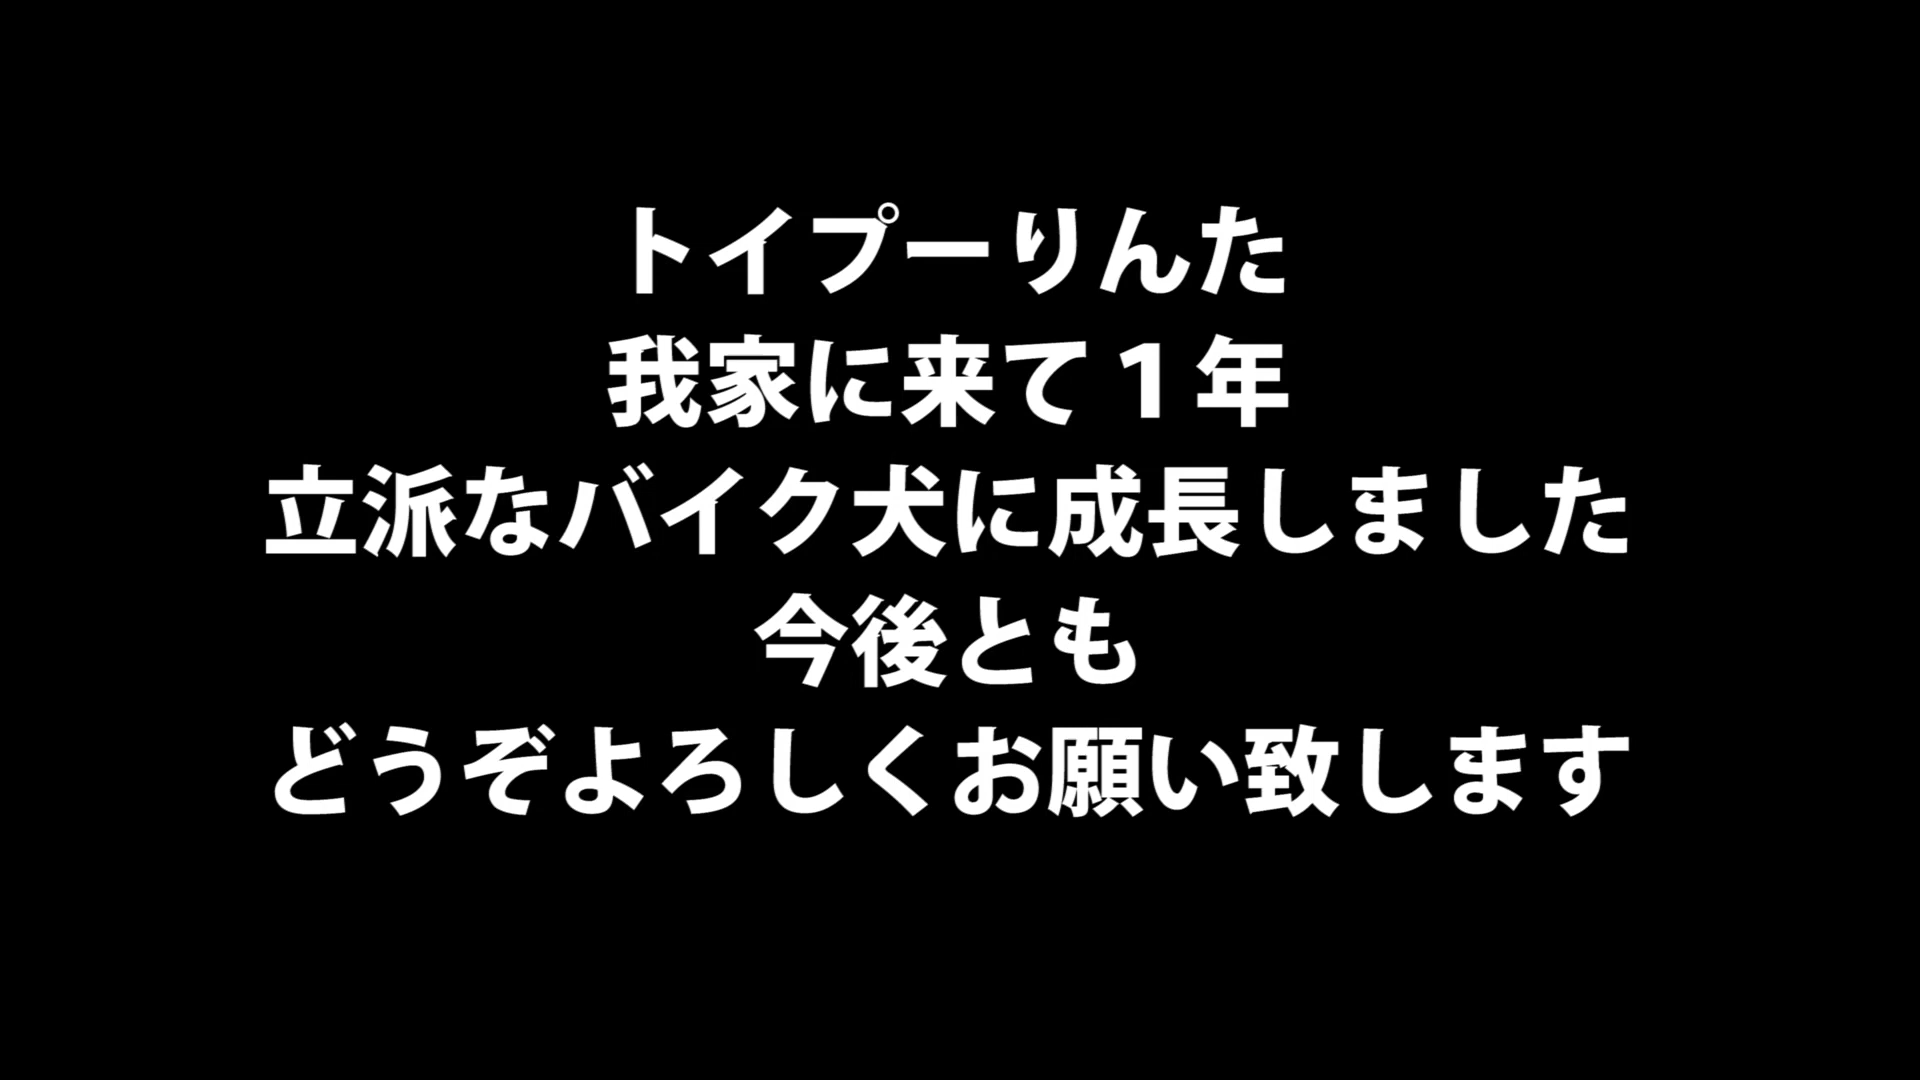 トイプーりんた
我家に来て１年
立派なバイク犬に成長しました
今後とも
どうぞよろしくお願い致します